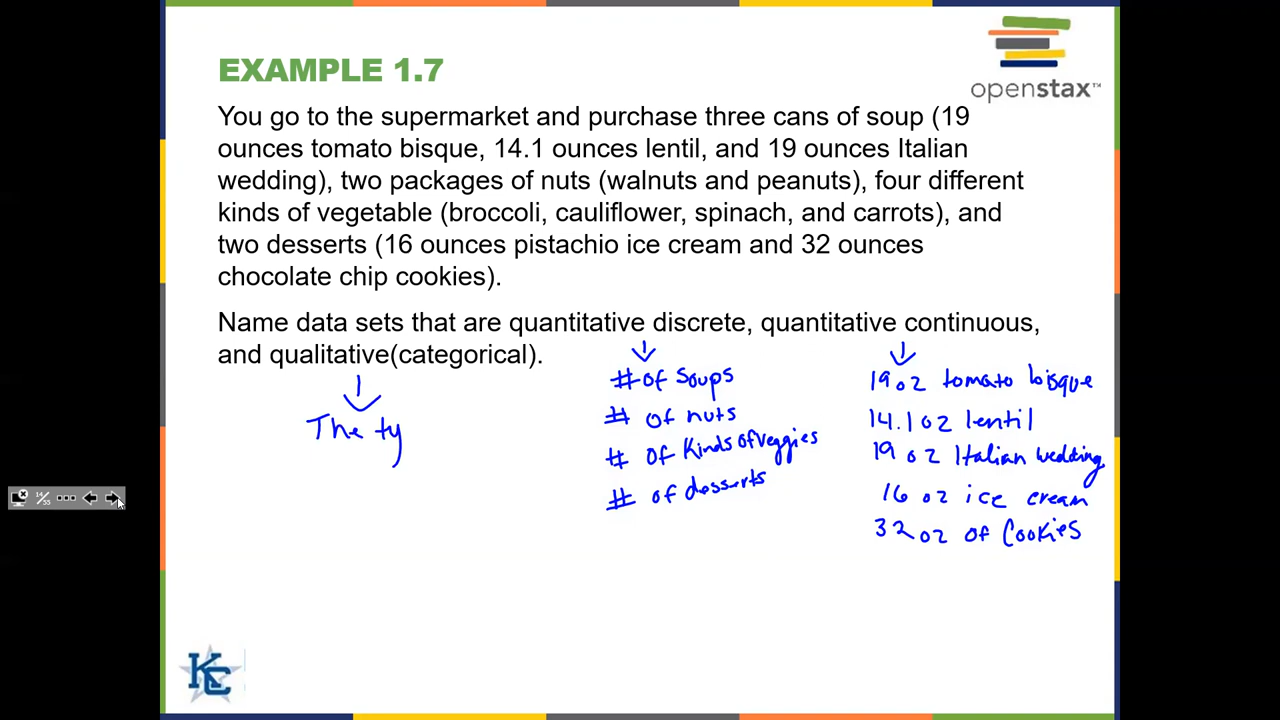 EXAMPLE 1.7
openstax™
You go to the supermarket and purchase three cans of soup (19
ounces tomato bisque, 14.1 ounces lentil, and 19 ounces Italian
wedding), two packages of nuts (walnuts and peanuts), four different
kinds of vegetable (broccoli, cauliflower, spinach, and carrots), and
two desserts (16 ounces pistachio ice cream and 32 ounces
chocolate chip cookies).
Name data sets that are quantitative discrete, quantitative continuous,
and qualitative(categorical).
The ty
# of soups
# of nuts
# of kinds of veggies
# of desserts
19 oz tomato bisque
14.1 oz lentil
19 oz Italian wedding
16 oz ice cream
32 oz of Cookies
14/55
KC